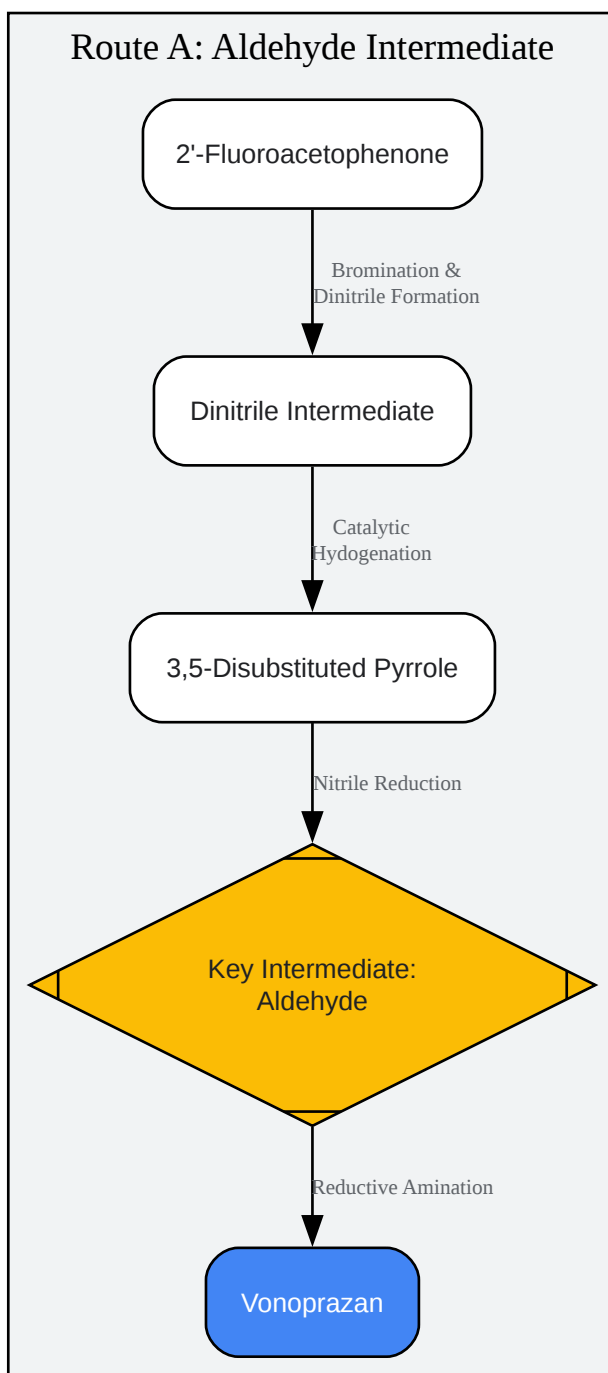 Route A: Aldehyde Intermediate
2'-Fluoroacetophenone
Bromination &
Dinitrile Formation
Dinitrile Intermediate
Catalytic
Hydogenation
3,5-Disubstituted Pyrrole
Nitrile Reduction
Key Intermediate:
Aldehyde
Reductive Amination
Vonoprazan